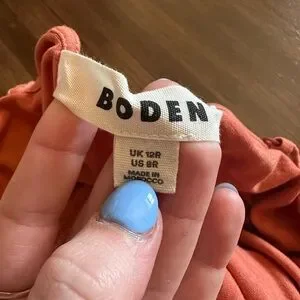 BODEN
UK 12R
US 8R
MADE IN
MOROCCO